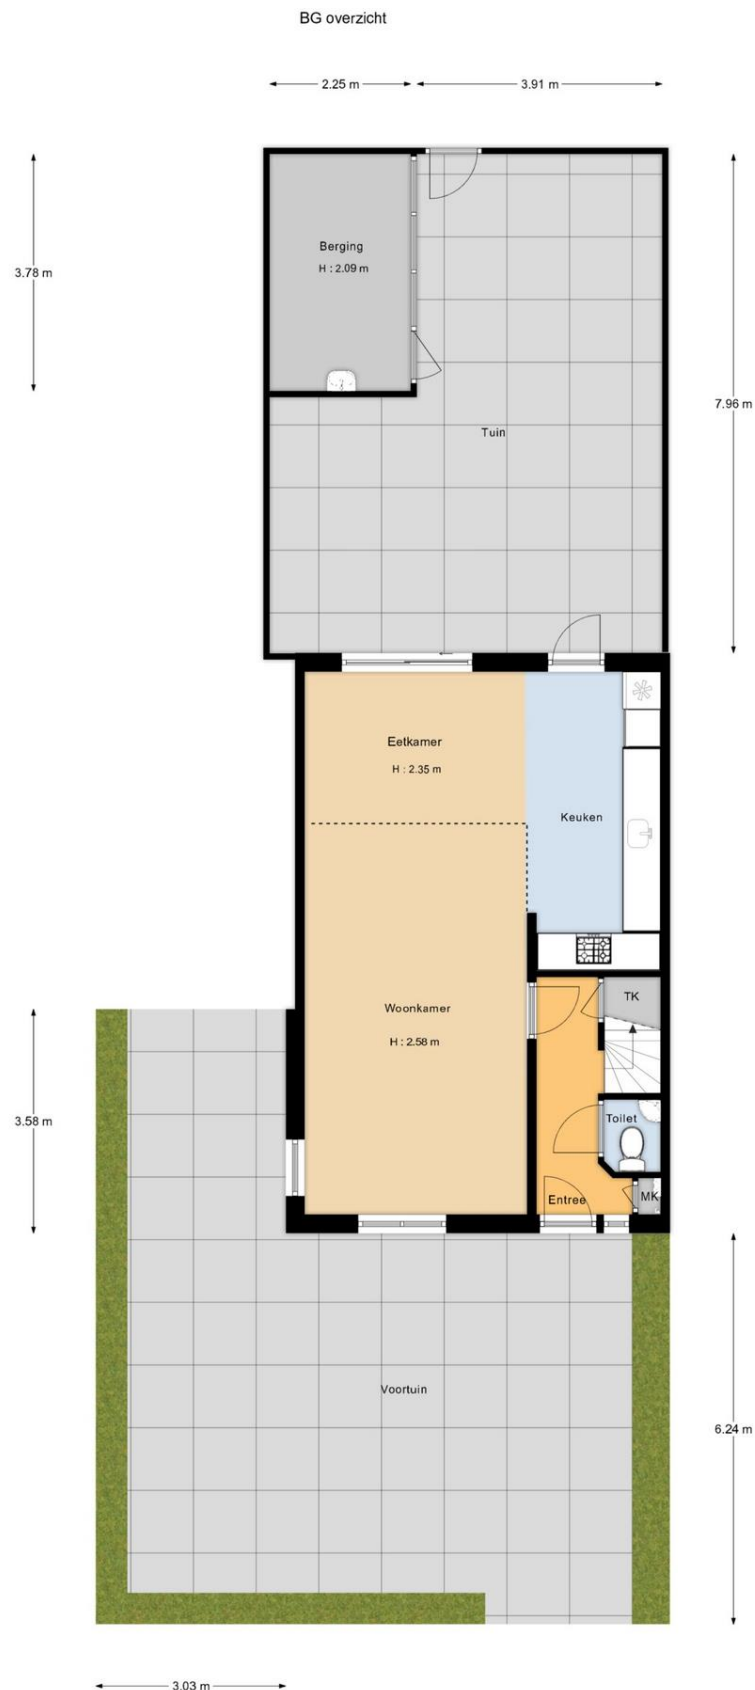 BG overzicht
2.25 m
3.91 m
Berging
H : 2.09 m
3.78 m
7.96 m
Tuin
Eetkamer
H : 2.35 m
Keuken
TK
Woonkamer
H : 2.58 m
3.58 m
Toilet
Entree
MK
Voortuin
6.24 m
3.03 m